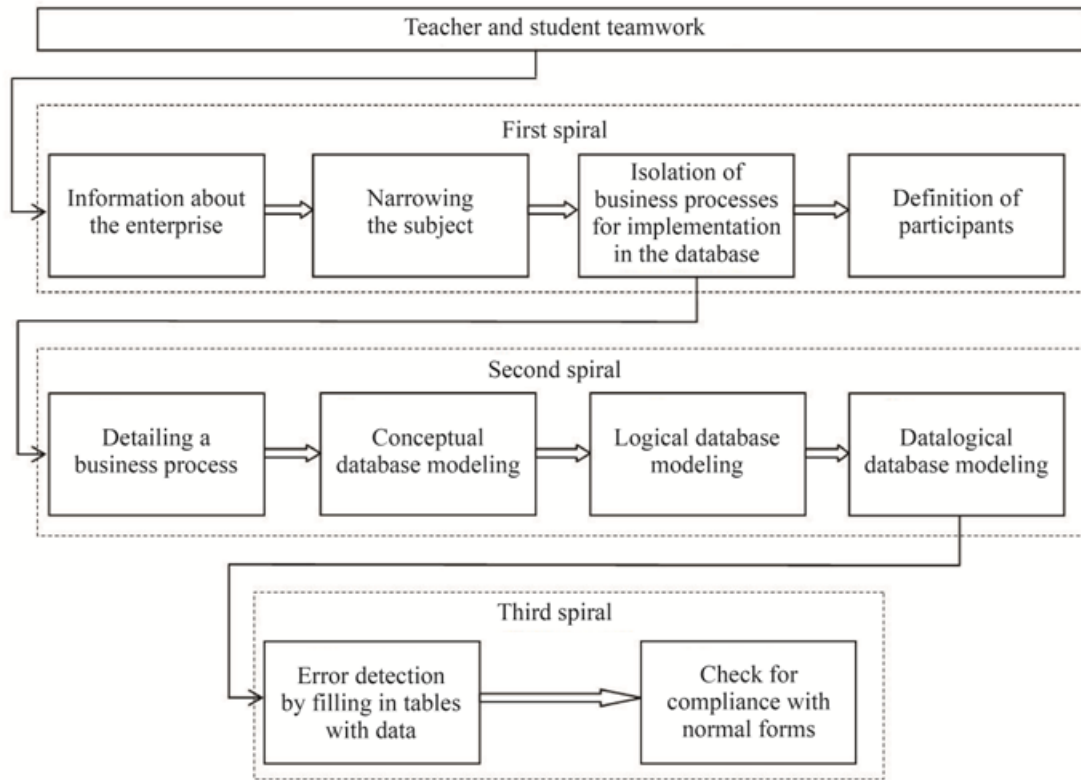 Teacher and student teamwork
First spiral
Information about
the enterprise
Narrowing
the subject
Isolation of
business processes
for implementation
in the database
Definition of
participants
Second spiral
Detailing a
business process
Conceptual
database modeling
Logical database
modeling
Datalogical
database modeling
Third spiral
Error detection
by filling in tables
with data
Check for
compliance with
normal forms